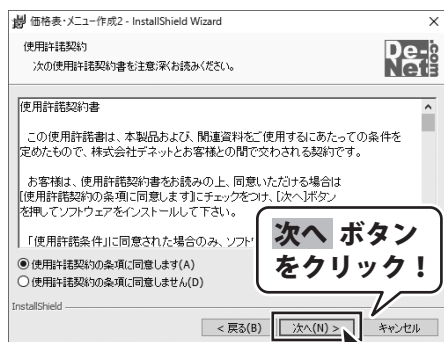 価格表・メニュー作成2 - InstallShield Wizard
使用許諾契約
次の使用許諾契約書を注意深くお読みください。
De-
Net
.com
使用許諾契約書
この使用許諾書は、本製品および、関連資料をご使用するにあたっての条件を
定めたもので、株式会社デネットとお客様との間で交わされる契約です。
お客様は、使用許諾契約書をお読みの上、同意いただける場合は
[使用許諾契約の条項に同意します]にチェックをつけ、[次へ]ボタン
を押してソフトウェアをインストールして下さい。
「使用許諾条件」に同意された場合のみ、ソフト
次へ ボタン
をクリック!
使用許諾契約の条項に同意します(A)
使用許諾契約の条項に同意しません(D)
InstallShield
< 戻る(B)
次へ(N) >
キャンセル